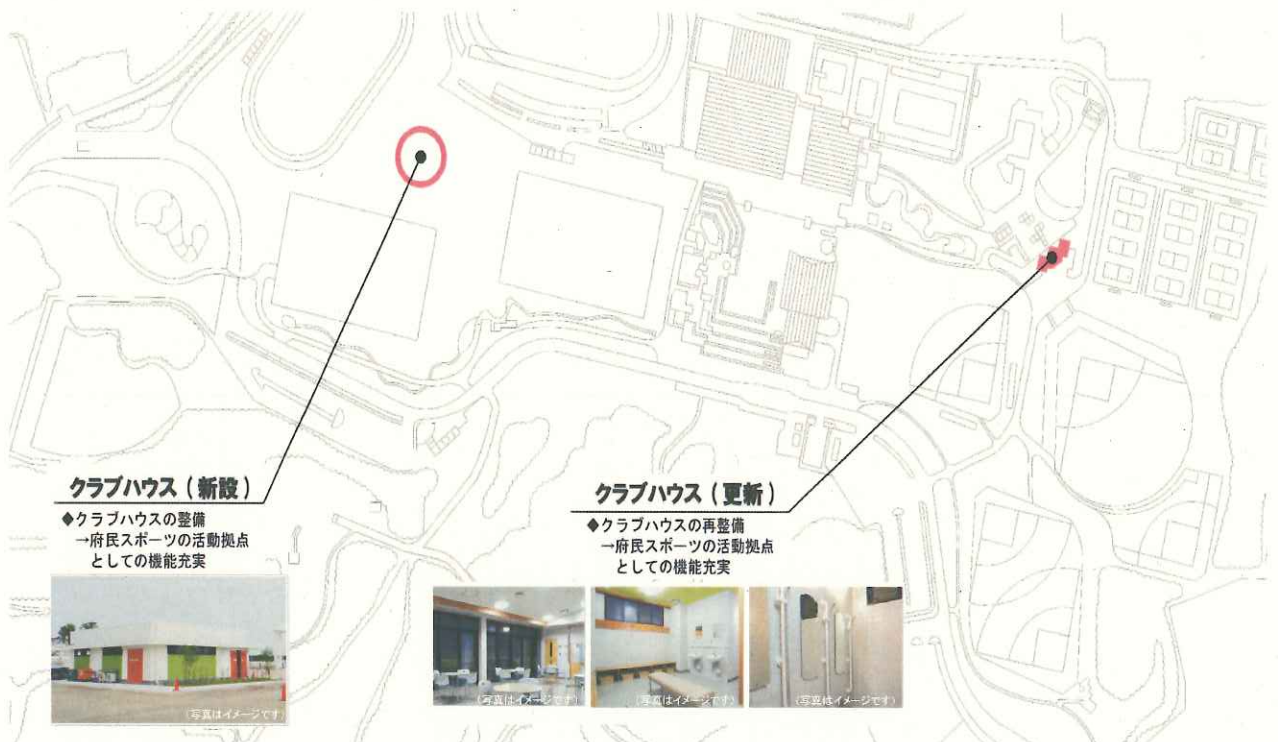 クラブハウス（新設）
◆クラブハウスの整備
→府民スポーツの活動拠点
としての機能充実
(写真はイメージです)
クラブハウス（更新）
◆クラブハウスの再整備
→府民スポーツの活動拠点
としての機能充実
(写真はイメージです)
(写真はイメージです)
(写真はイメージです)